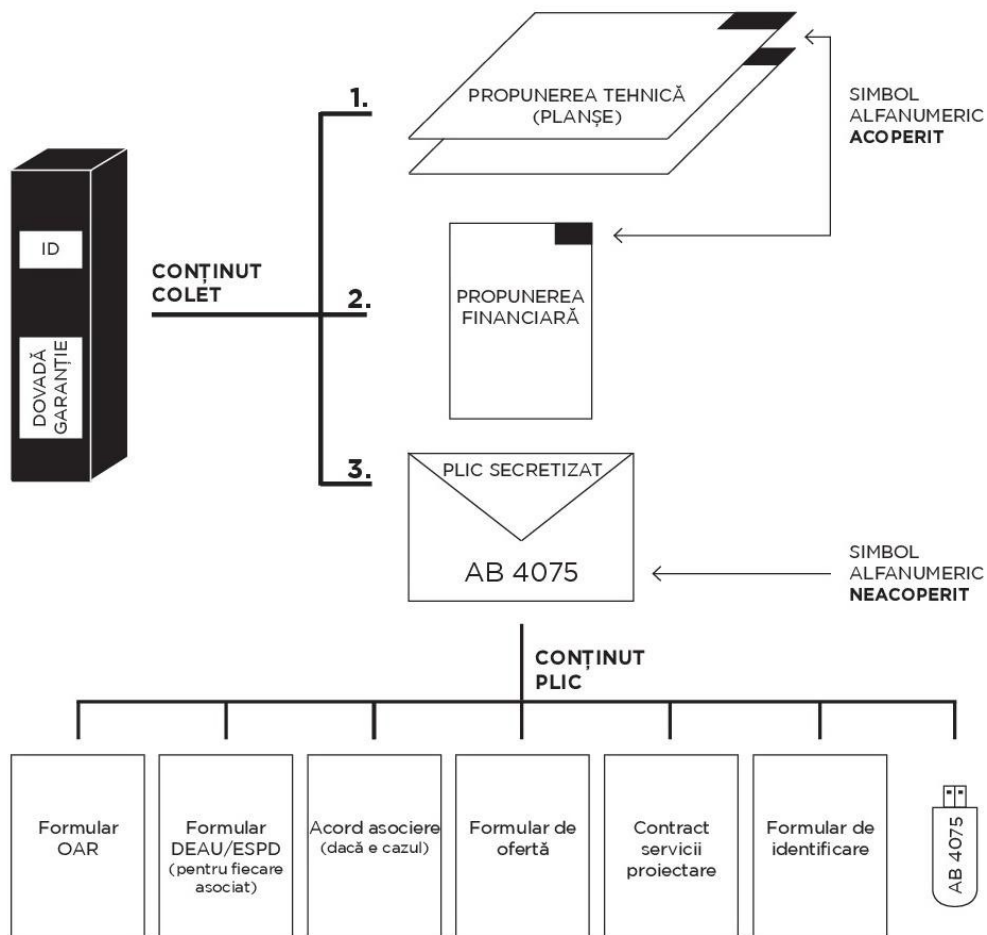 ID
DOVADĂ
GARANȚIE
CONȚINUT
COLET
1.
PROPUNEREA TEHNICĂ
(PLANȘE)
SIMBOL
ALFANUMERIC
ACOPERIT
2.
PROPUNEREA
FINANCIARĂ
3.
PLIC SECRETIZAT
AB 4075
SIMBOL
ALFANUMERIC
NEACOPERIT
CONȚINUT
PLIC
Formular
OAR
Formular
DEAU/ESPD
(pentru fiecare
asociat)
Acord asociere
(dacă e cazul)
Formular de
ofertă
Contract
servicii
proiectare
Formular de
identificare
AB 4075